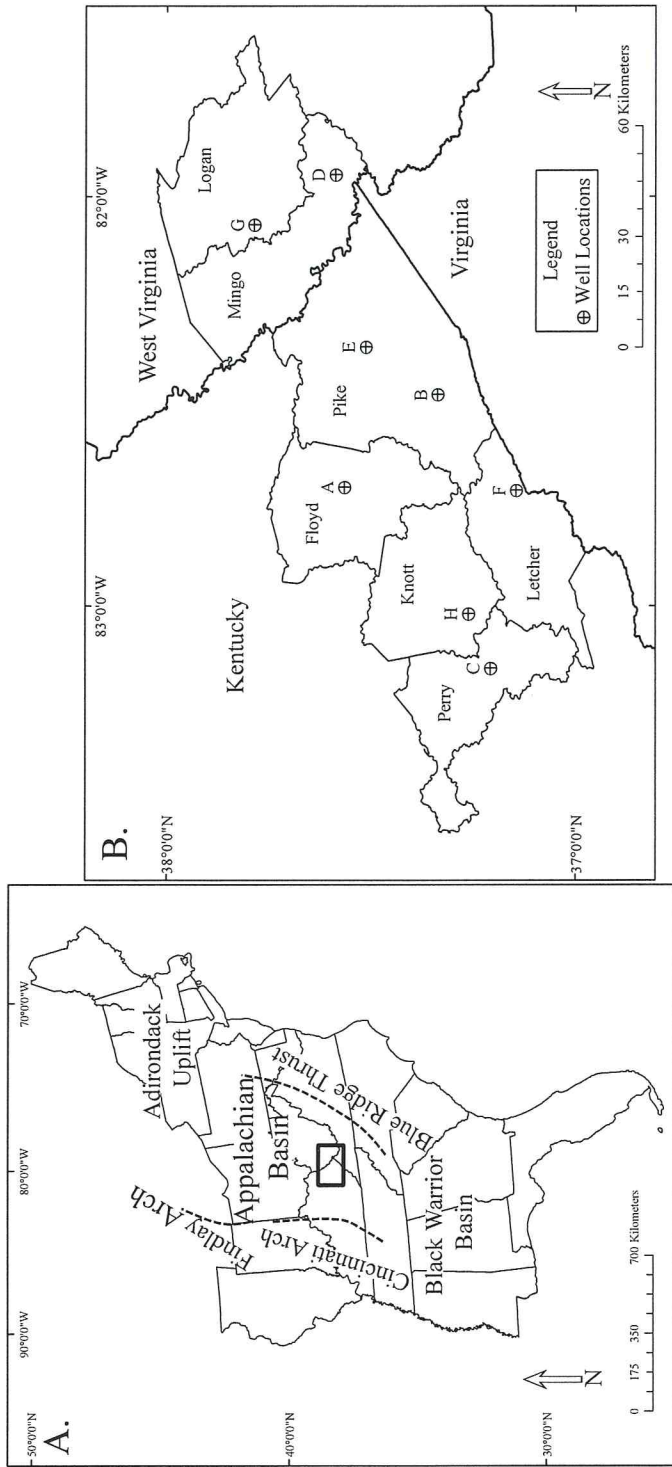 A.
90°0'0"W
80°0'0"W
70°0'0"W
50°0'0"N
40°0'0"N
30°0'0"N
Adirondack
Uplift
Appalachian
Basin
Findlay Arch
Cincinnati Arch
Blue Ridge Thrust
Black Warrior
Basin
N
0 175 350 700 Kilometers
B.
83°0'0"W
82°0'0"W
38°0'0"N
37°0'0"N
West Virginia
Kentucky
Virginia
Logan
G
D
Mingo
E
Pike
B
Floyd
A
Knott
H
Letcher
F
Perry
C
Legend
⊕ Well Locations
N
0 15 30 60 Kilometers